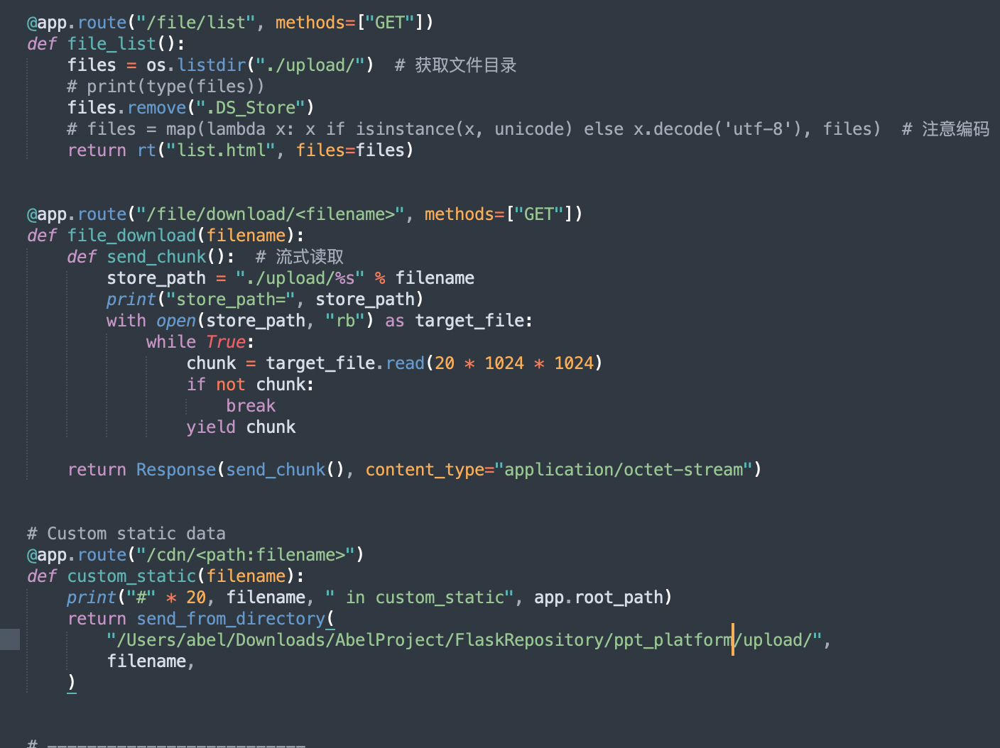 @app.route("/file/list", methods=["GET"])
def file_list():
    files = os.listdir("./upload/")  # 获取文件目录
    # print(type(files))
    files.remove(".DS_Store")
    # files = map(lambda x: x if isinstance(x, unicode) else x.decode('utf-8'), files)  # 注意编码
    return rt("list.html", files=files)
@app.route("/file/download/<filename>", methods=["GET"])
def file_download(filename):
    def send_chunk():  # 流式读取
        store_path = "./upload/%s" % filename
        print("store_path=", store_path)
        with open(store_path, "rb") as target_file:
            while True:
                chunk = target_file.read(20 * 1024 * 1024)
                if not chunk:
                    break
                yield chunk
    return Response(send_chunk(), content_type="application/octet-stream")
# Custom static data
@app.route("/cdn/<path:filename>")
def custom_static(filename):
    print("#" * 20, filename, " in custom_static", app.root_path)
    return send_from_directory(
        "/Users/abel/Downloads/AbelProject/FlaskRepository/ppt_platform/upload/",
        filename,
    )
# --------------------------